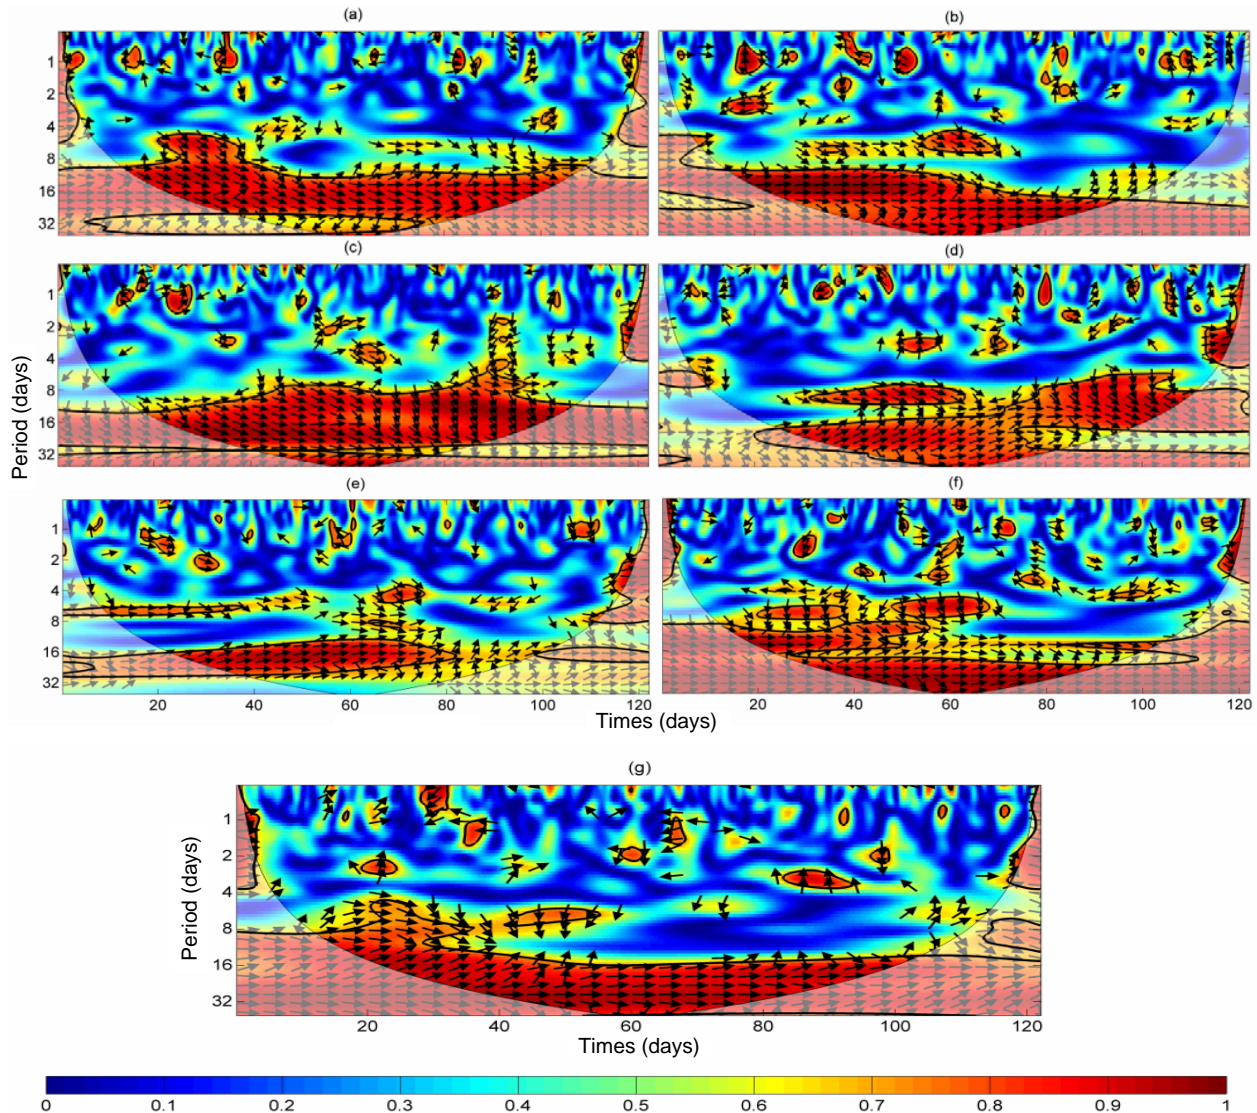 (a) (b)
1 1
2 2
4 4
8 8
16 16
32 32
(c) (d)
1 1
2 2
4 4
8 8
16 16
32 32
Period (days)
(e) (f)
1 1
2 2
4 4
8 8
16 16
32 32
20 40 60 80 100 120 20 40 60 80 100 120
Times (days)
(g)
1
2
4
8
16
32
Period (days)
20 40 60 80 100 120
Times (days)
0 0.1 0.2 0.3 0.4 0.5 0.6 0.7 0.8 0.9 1